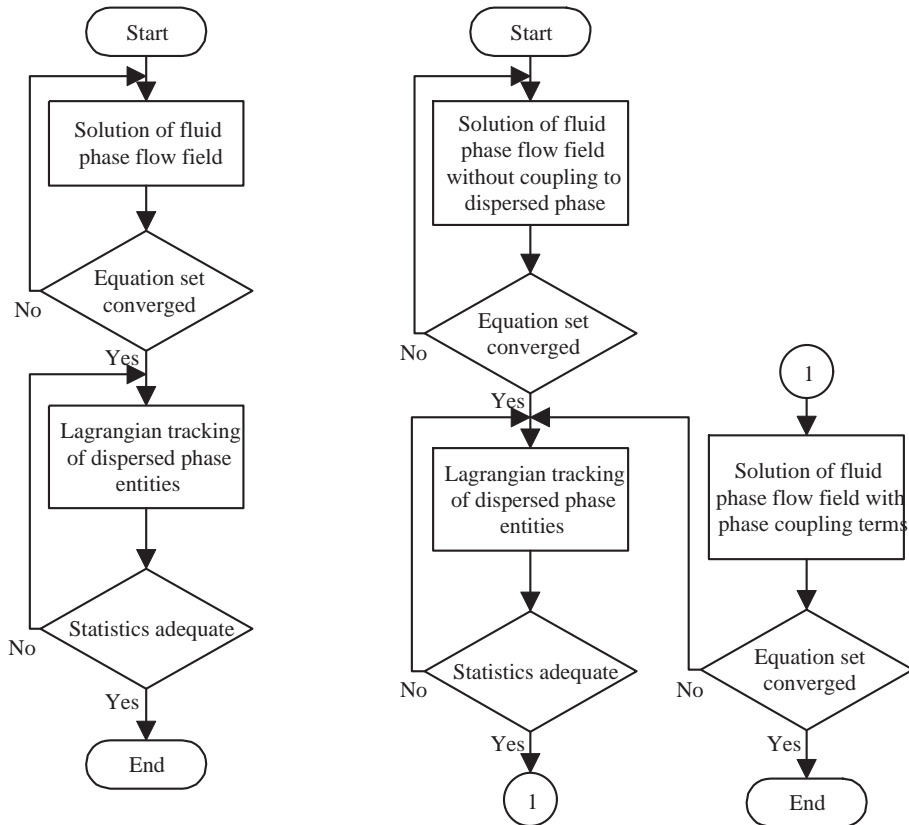 Start
Solution of fluid
phase flow field
Equation set
converged
No
Yes
Lagrangian tracking
of dispersed phase
entities
Statistics adequate
No
Yes
End
Start
Solution of fluid
phase flow field
without coupling to
dispersed phase
Equation set
converged
No
Yes
Lagrangian tracking
of dispersed phase
entities
Statistics adequate
No
Yes
1
1
Solution of fluid
phase flow field with
phase coupling terms
Equation set
converged
No
Yes
End